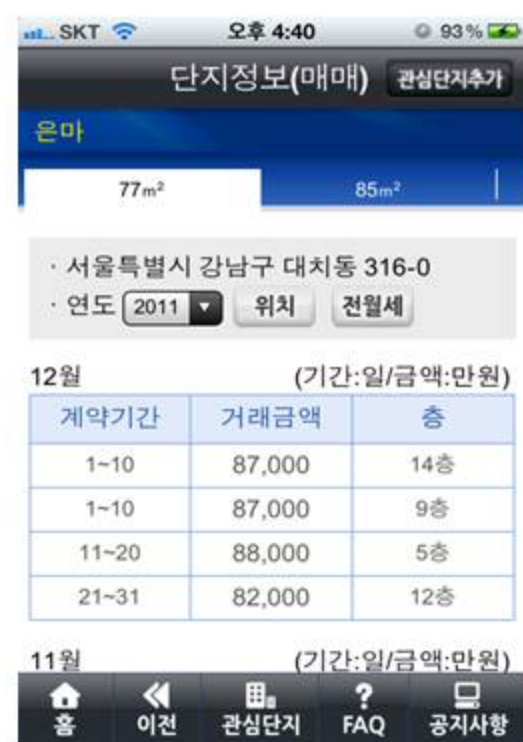 SKT 오후 4:40 93%
단지정보(매매) 관심단지추가
은마
77m² 85m²
· 서울특별시 강남구 대치동 316-0
· 연도 2011 위치 전월세
12월 (기간:일/금액:만원)
계약기간 거래금액 층
1~10 87,000 14층
1~10 87,000 9층
11~20 88,000 5층
21~31 82,000 12층
11월 (기간:일/금액:만원)
홈 이전 관심단지 FAQ 공지사항